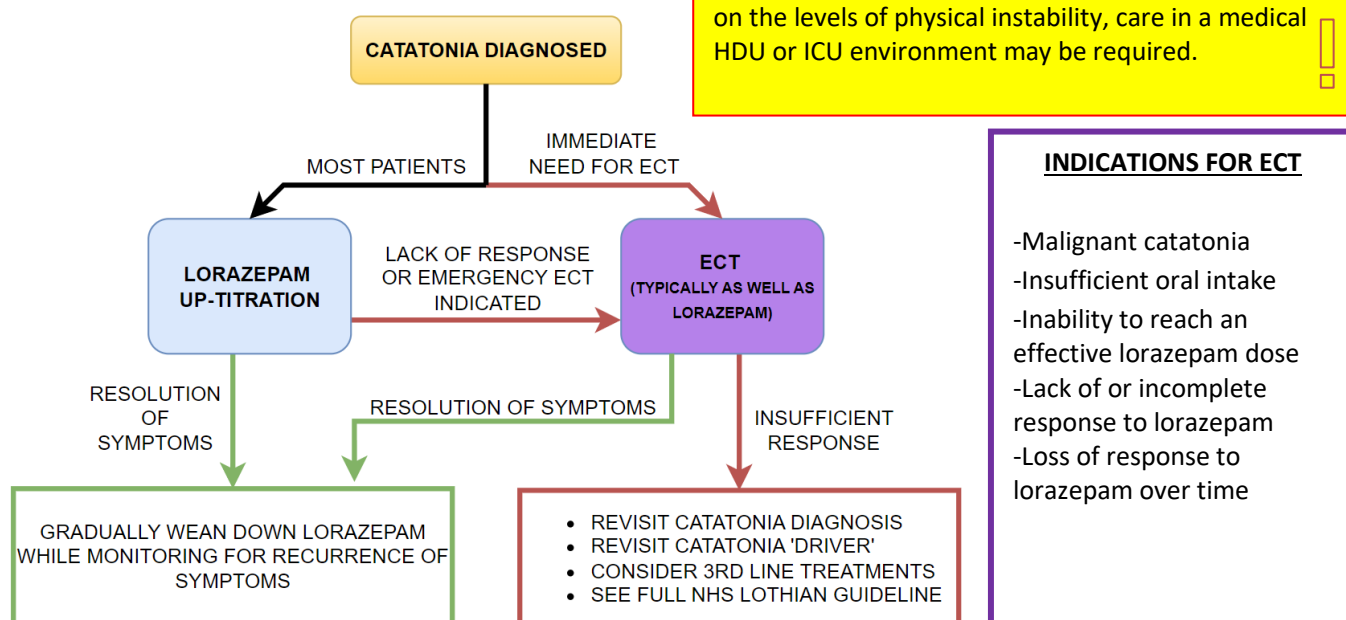 on the levels of physical instability, care in a medical
HDU or ICU environment may be required.
CATATONIA DIAGNOSED
MOST PATIENTS
IMMEDIATE
NEED FOR ECT
LORAZEPAM
UP-TITRATION
LACK OF RESPONSE
OR EMERGENCY ECT
INDICATED
ECT
(TYPICALLY AS WELL AS
LORAZEPAM)
RESOLUTION
OF
SYMPTOMS
RESOLUTION OF SYMPTOMS
INSUFFICIENT
RESPONSE
GRADUALLY WEAN DOWN LORAZEPAM
WHILE MONITORING FOR RECURRENCE OF
SYMPTOMS
• REVISIT CATATONIA DIAGNOSIS
• REVISIT CATATONIA 'DRIVER'
• CONSIDER 3RD LINE TREATMENTS
• SEE FULL NHS LOTHIAN GUIDELINE
INDICATIONS FOR ECT
-Malignant catatonia
-Insufficient oral intake
-Inability to reach an
effective lorazepam dose
-Lack of or incomplete
response to lorazepam
-Loss of response to
lorazepam over time